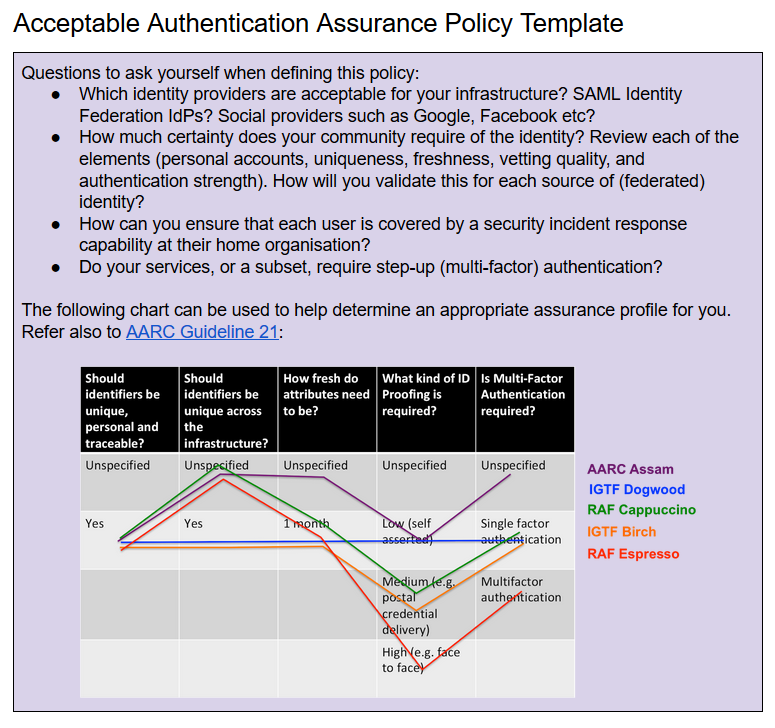 Acceptable Authentication Assurance Policy Template
Questions to ask yourself when defining this policy:
● Which identity providers are acceptable for your infrastructure? SAML Identity
Federation IdPs? Social providers such as Google, Facebook etc?
● How much certainty does your community require of the identity? Review each of the
elements (personal accounts, uniqueness, freshness, vetting quality, and
authentication strength). How will you validate this for each source of (federated)
identity?
● How can you ensure that each user is covered by a security incident response
capability at their home organisation?
● Do your services, or a subset, require step-up (multi-factor) authentication?
The following chart can be used to help determine an appropriate assurance profile for you.
Refer also to AARC Guideline 21:
Should
identifiers be
unique,
personal and
traceable?
Should
identifiers be
unique across
the
infrastructure?
How fresh do
attributes need
to be?
What kind of ID
Proofing is
required?
Is Multi-Factor
Authentication
required?
Unspecified
Unspecified
Unspecified
Unspecified
Unspecified
Yes
Yes
1 month
Low (self
asserted)
Single factor
authentication
Medium (e.g.
postal
credential
delivery)
Multifactor
authentication
High (e.g. face
to face)
AARC Assam
IGTF Dogwood
RAF Cappuccino
IGTF Birch
RAF Espresso